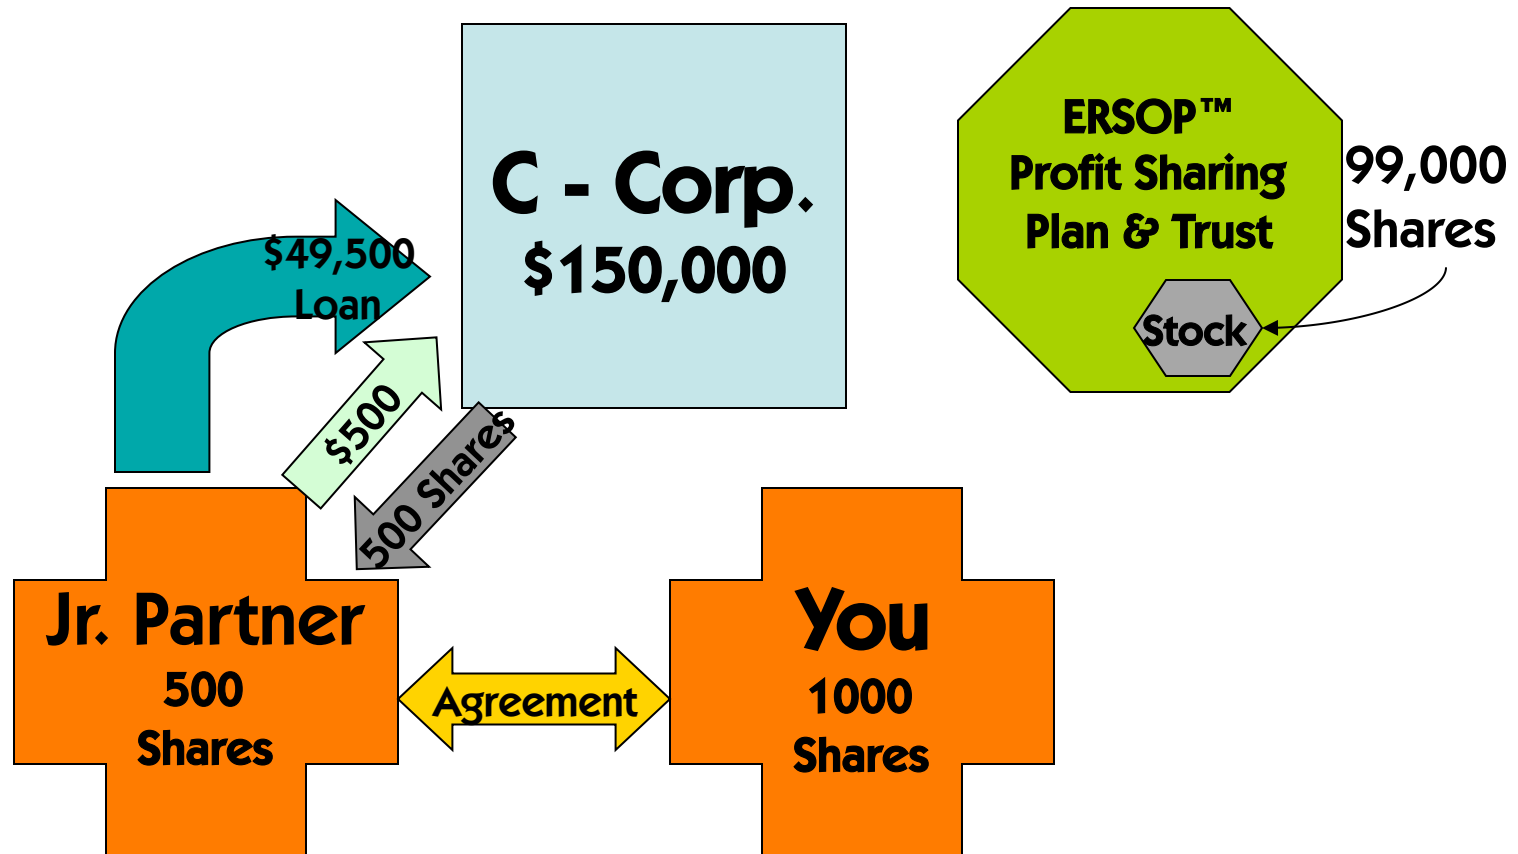 C - Corp.
$150,000
ERSOP™
Profit Sharing
Plan & Trust
Stock
99,000
Shares
$49,500
Loan
$500
500 Shares
Jr. Partner
500
Shares
Agreement
You
1000
Shares